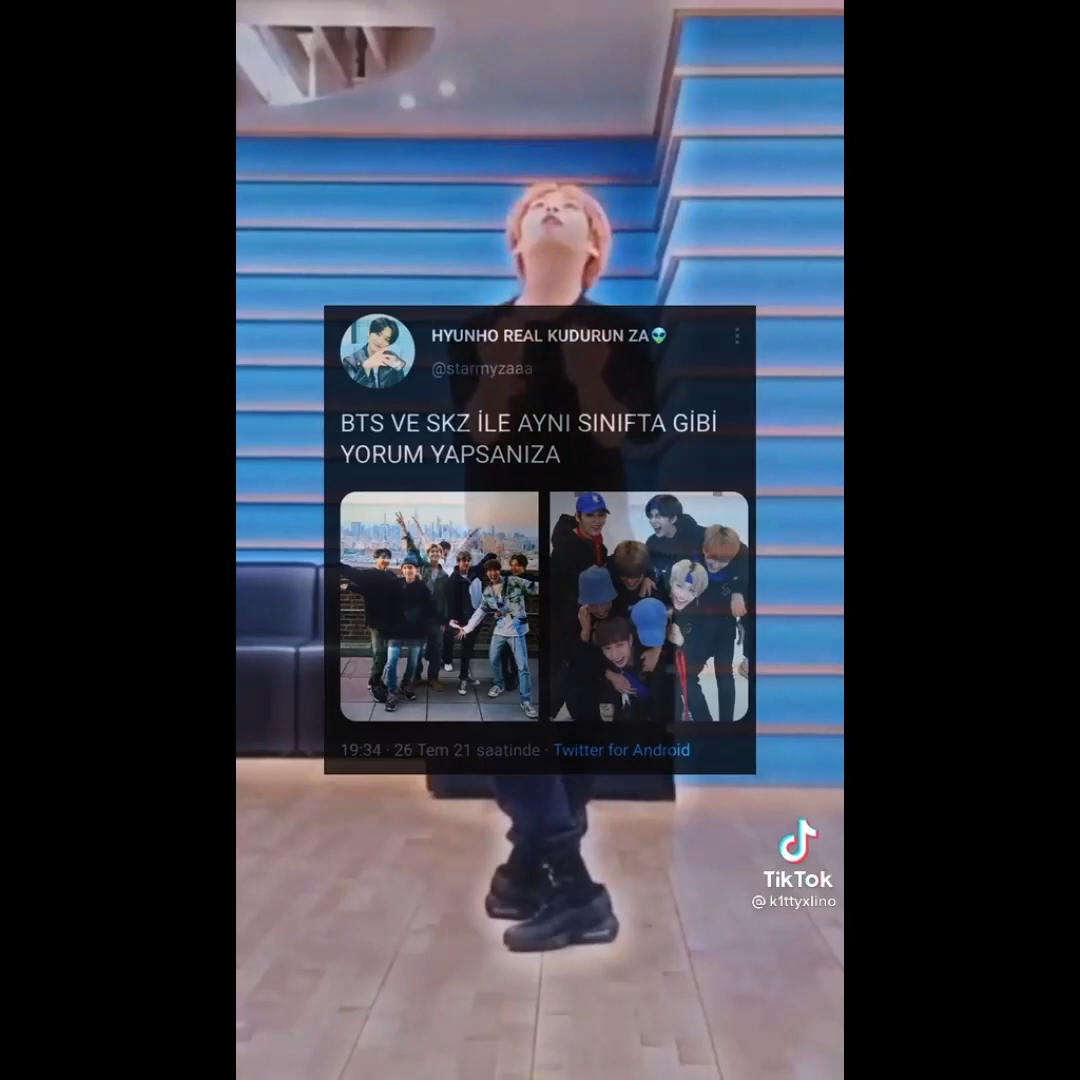 HYUNHO REAL KUDURUN ZA👽
@starmyzaaa
BTS VE SKZ İLE AYNI SINIFTA GİBİ
YORUM YAPSANIZA
19:34 · 26 Tem 21 saatinde · Twitter for Android
TikTok
@k1ttyxlino